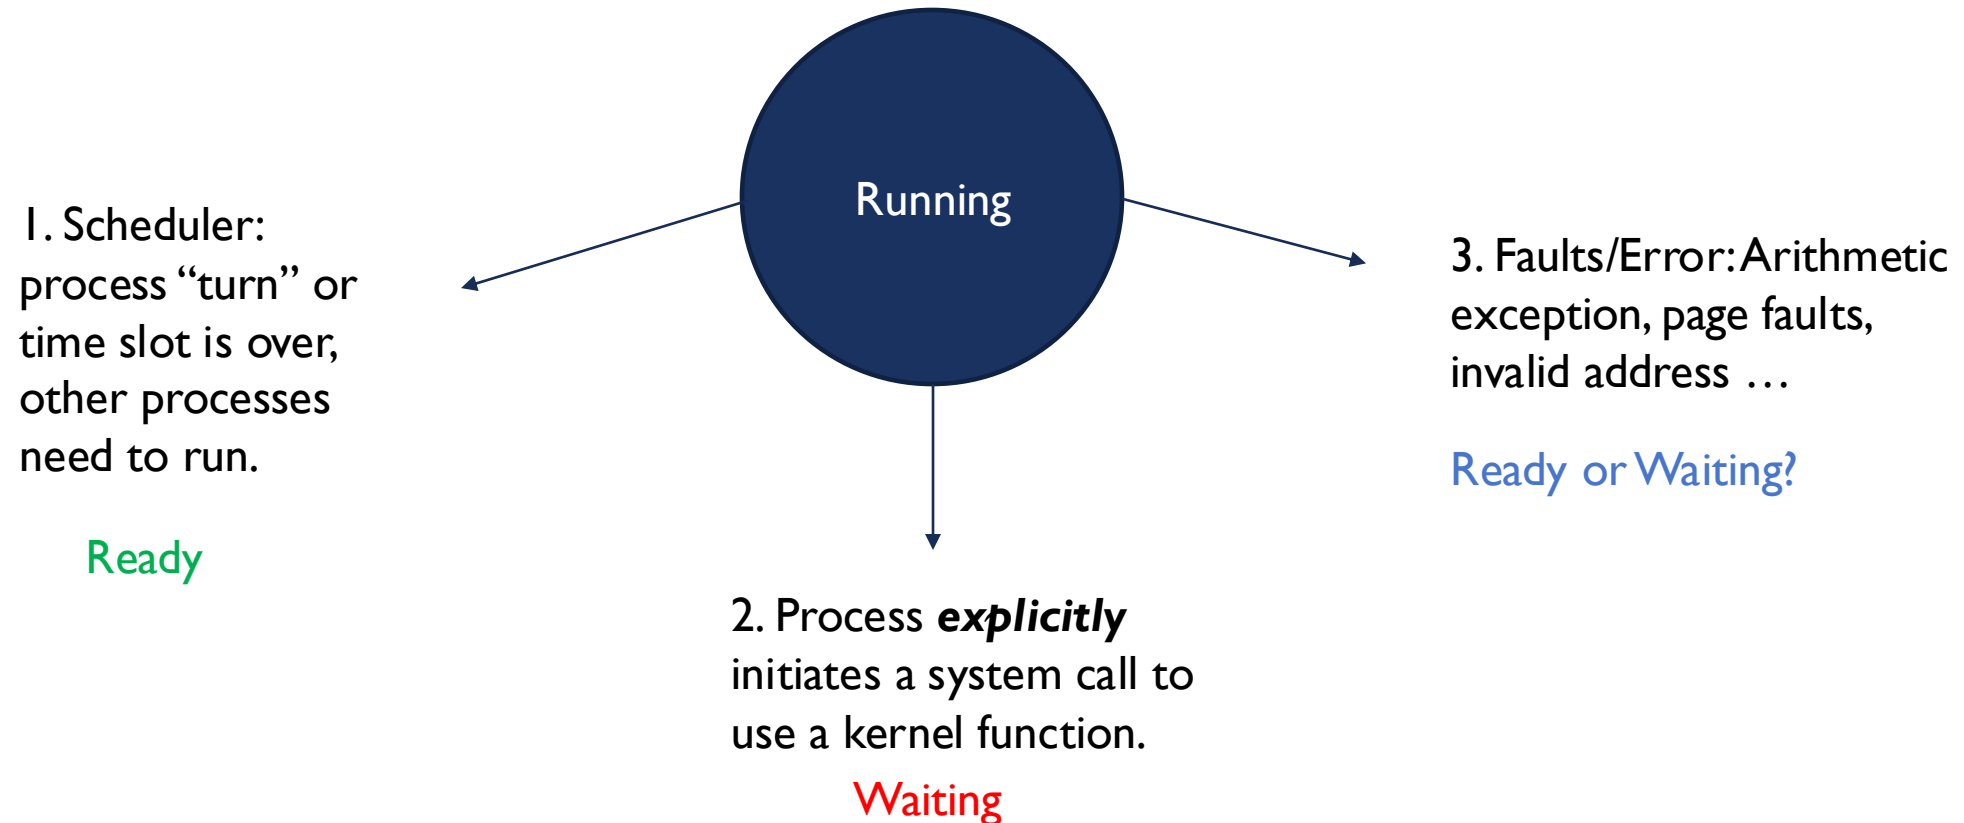 Running
1. Scheduler:
process “turn” or
time slot is over,
other processes
need to run.
Ready
2. Process explicitly
initiates a system call to
use a kernel function.
Waiting
3. Faults/Error: Arithmetic
exception, page faults,
invalid address …
Ready or Waiting?